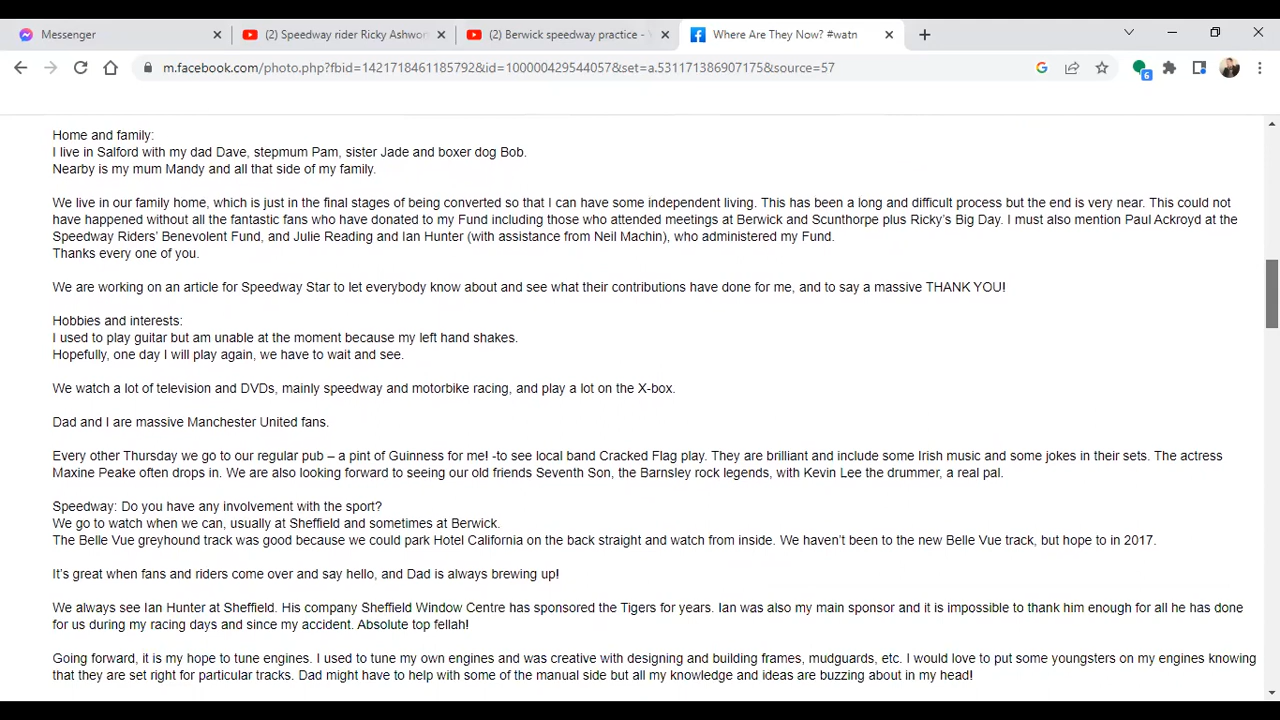 Messenger
(2) Speedway rider Ricky Ashwor
(2) Berwick speedway practice -
Where Are They Now? #watn
m.facebook.com/photo.php?fbid=1421718461185792&id=100000429544057&set=a.531171386907175&source=57
6
Home and family:
I live in Salford with my dad Dave, stepmum Pam, sister Jade and boxer dog Bob.
Nearby is my mum Mandy and all that side of my family.
We live in our family home, which is just in the final stages of being converted so that I can have some independent living. This has been a long and difficult process but the end is very near. This could not
have happened without all the fantastic fans who have donated to my Fund including those who attended meetings at Berwick and Scunthorpe plus Ricky's Big Day. I must also mention Paul Ackroyd at the
Speedway Riders' Benevolent Fund, and Julie Reading and Ian Hunter (with assistance from Neil Machin), who administered my Fund.
Thanks every one of you.
We are working on an article for Speedway Star to let everybody know about and see what their contributions have done for me, and to say a massive THANK YOU!
Hobbies and interests:
I used to play guitar but am unable at the moment because my left hand shakes.
Hopefully, one day I will play again, we have to wait and see.
We watch a lot of television and DVDs, mainly speedway and motorbike racing, and play a lot on the X-box.
Dad and I are massive Manchester United fans.
Every other Thursday we go to our regular pub – a pint of Guinness for me! -to see local band Cracked Flag play. They are brilliant and include some Irish music and some jokes in their sets. The actress
Maxine Peake often drops in. We are also looking forward to seeing our old friends Seventh Son, the Barnsley rock legends, with Kevin Lee the drummer, a real pal.
Speedway: Do you have any involvement with the sport?
We go to watch when we can, usually at Sheffield and sometimes at Berwick.
The Belle Vue greyhound track was good because we could park Hotel California on the back straight and watch from inside. We haven't been to the new Belle Vue track, but hope to in 2017.
It's great when fans and riders come over and say hello, and Dad is always brewing up!
We always see Ian Hunter at Sheffield. His company Sheffield Window Centre has sponsored the Tigers for years. Ian was also my main sponsor and it is impossible to thank him enough for all he has done
for us during my racing days and since my accident. Absolute top fellah!
Going forward, it is my hope to tune engines. I used to tune my own engines and was creative with designing and building frames, mudguards, etc. I would love to put some youngsters on my engines knowing
that they are set right for particular tracks. Dad might have to help with some of the manual side but all my knowledge and ideas are buzzing about in my head!